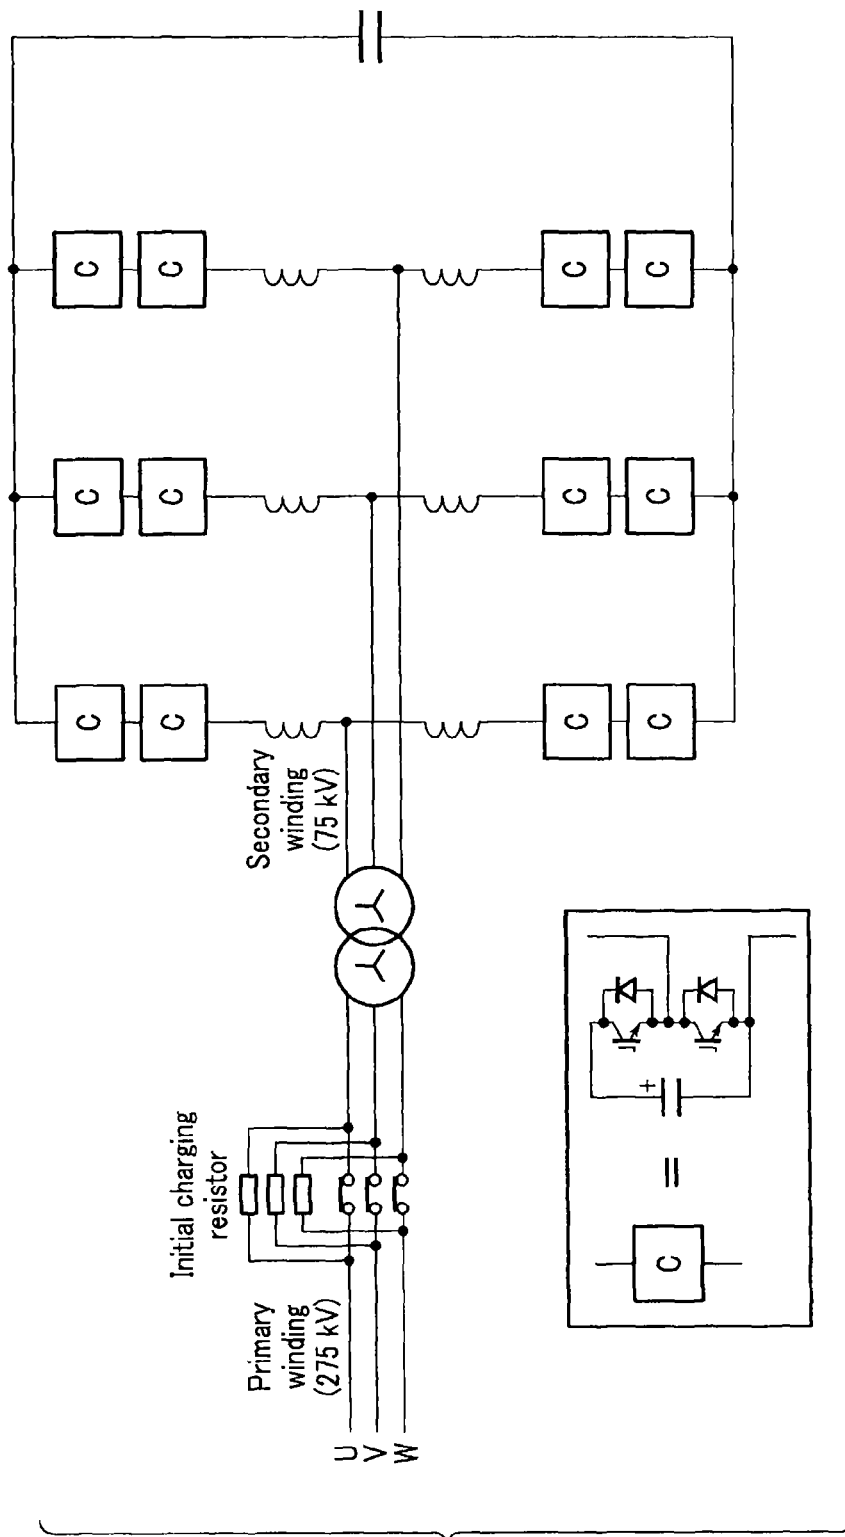 Initial charging
resistor
Primary
winding
(275 kV)
Secondary
winding
(75 kV)
U
V
W
C
C
C
C
C
C
C
C
C
C
C
C
C
=
+